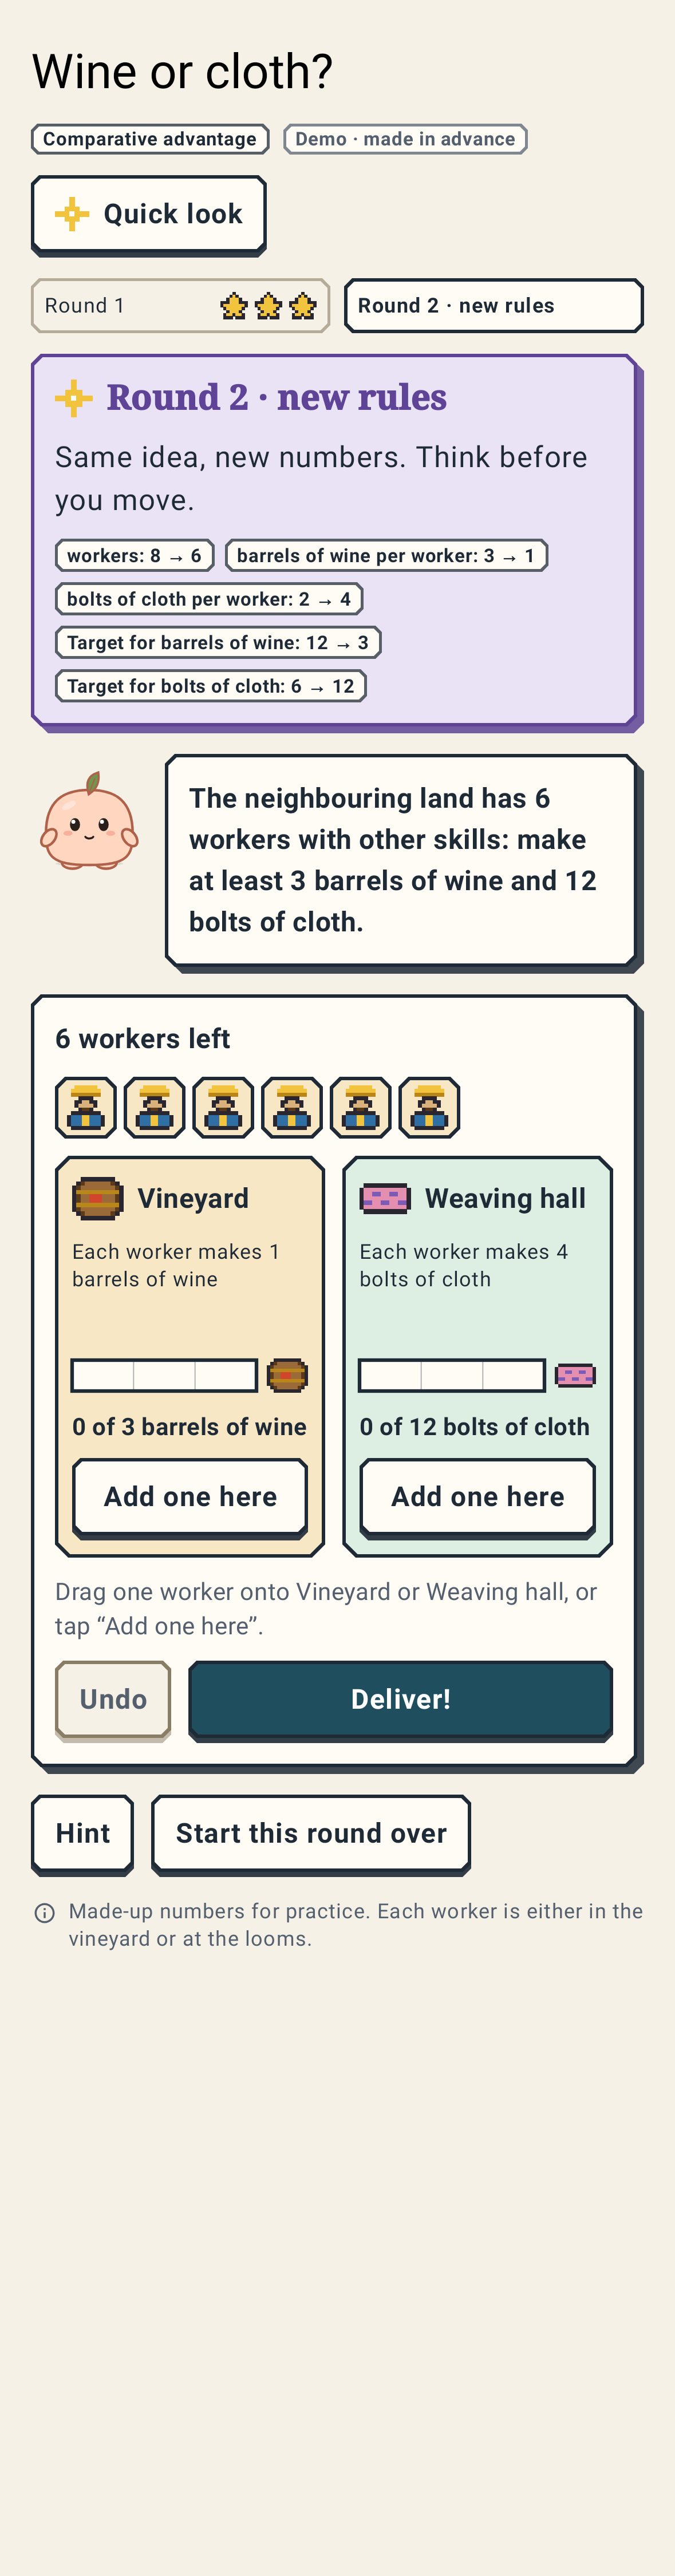 Wine or cloth?
Comparative advantage
Demo · made in advance
Quick look
Round 1
Round 2 · new rules
Round 2 · new rules
Same idea, new numbers. Think before
you move.
workers: 8 → 6
barrels of wine per worker: 3 → 1
bolts of cloth per worker: 2 → 4
Target for barrels of wine: 12 → 3
Target for bolts of cloth: 6 → 12
The neighbouring land has 6
workers with other skills: make
at least 3 barrels of wine and 12
bolts of cloth.
6 workers left
Vineyard
Each worker makes 1
barrels of wine
0 of 3 barrels of wine
Add one here
Weaving hall
Each worker makes 4
bolts of cloth
0 of 12 bolts of cloth
Add one here
Drag one worker onto Vineyard or Weaving hall, or
tap “Add one here”.
Undo
Deliver!
Hint
Start this round over
Made-up numbers for practice. Each worker is either in the
vineyard or at the looms.